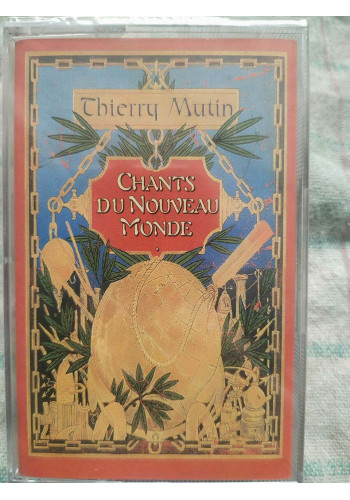 Thierry Mutin
CHANTS
DU NOUVEAU
MONDE